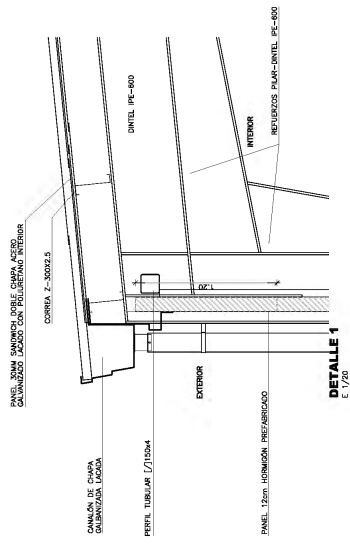 PANEL 30MM SANDWICH DOBLE CHAPA ACERO
GALVANIZADO LACADO CON POLIURETANO INTERIOR
CORREA Z-300X2.5
CANALÓN DE CHAPA
GALBANIZADA LACADA
DINTEL IPE-600
PERFIL TUBULAR [/]150x4
1.20
INTERIOR
REFUERZOS PILAR-DINTEL IPE-600
EXTERIOR
PANEL 12cm HORMIGÓN PREFABRICADO
DETALLE 1
E 1/20